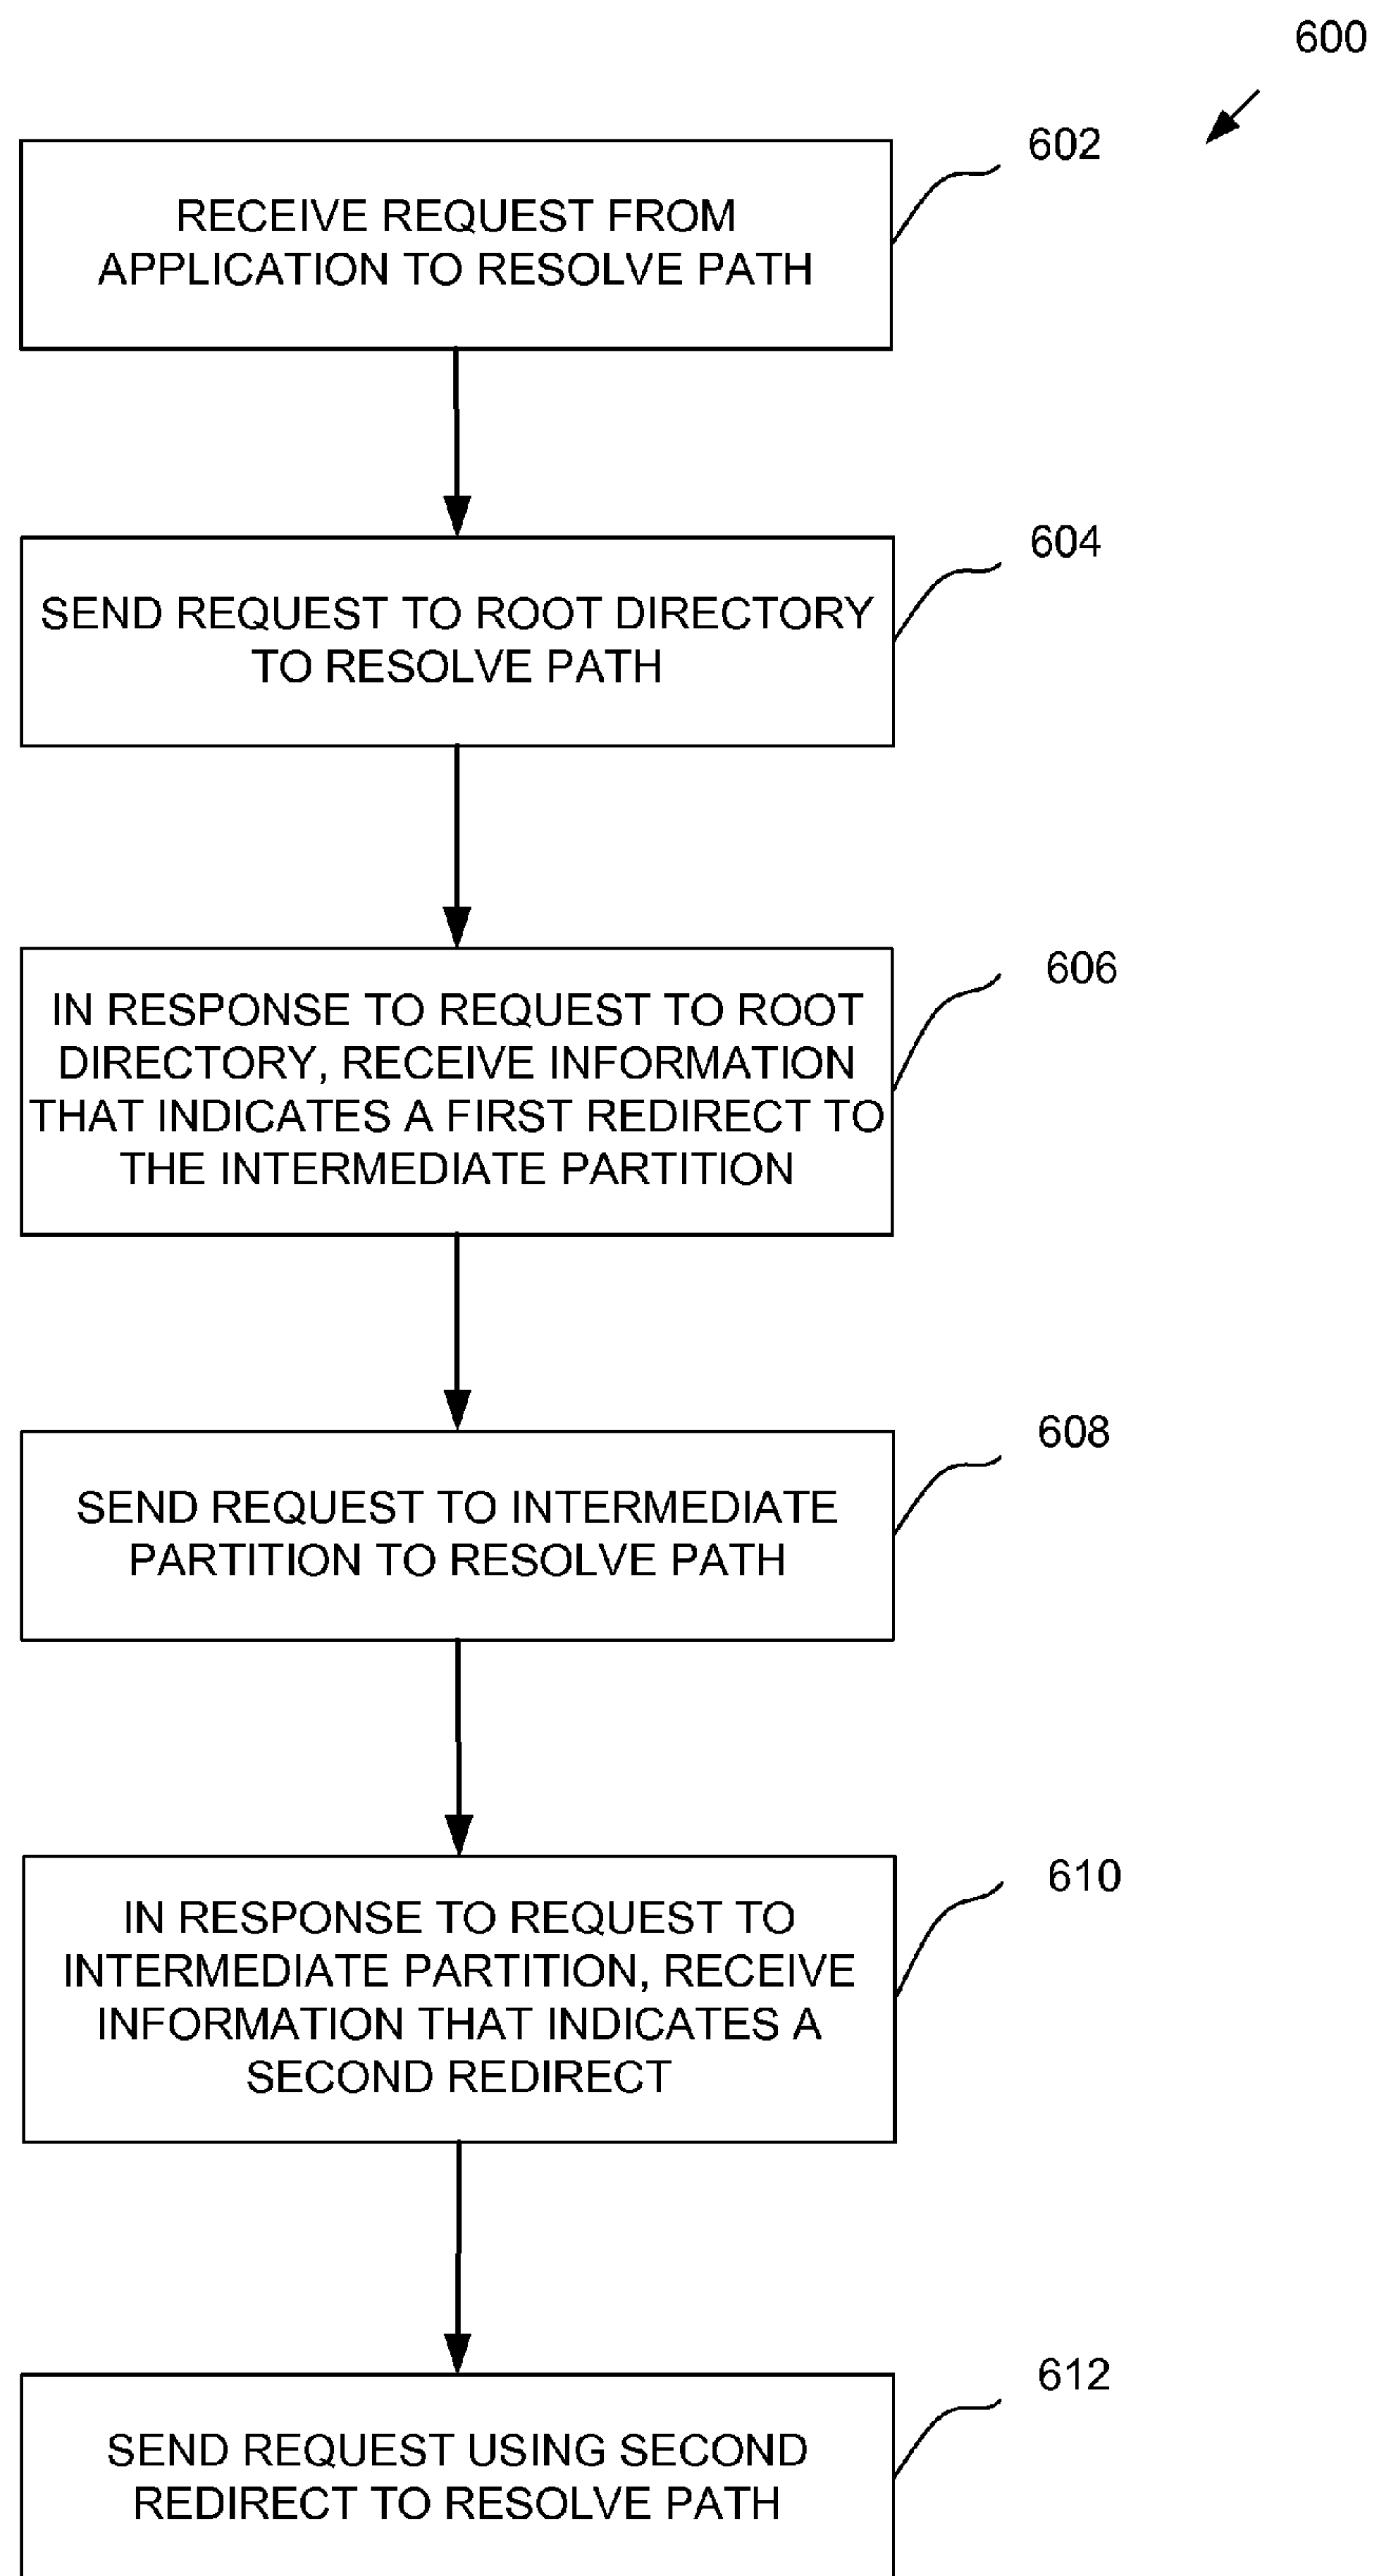 600
602
RECEIVE REQUEST FROM
APPLICATION TO RESOLVE PATH
604
SEND REQUEST TO ROOT DIRECTORY
TO RESOLVE PATH
606
IN RESPONSE TO REQUEST TO ROOT
DIRECTORY, RECEIVE INFORMATION
THAT INDICATES A FIRST REDIRECT TO
THE INTERMEDIATE PARTITION
608
SEND REQUEST TO INTERMEDIATE
PARTITION TO RESOLVE PATH
610
IN RESPONSE TO REQUEST TO
INTERMEDIATE PARTITION, RECEIVE
INFORMATION THAT INDICATES A
SECOND REDIRECT
612
SEND REQUEST USING SECOND
REDIRECT TO RESOLVE PATH